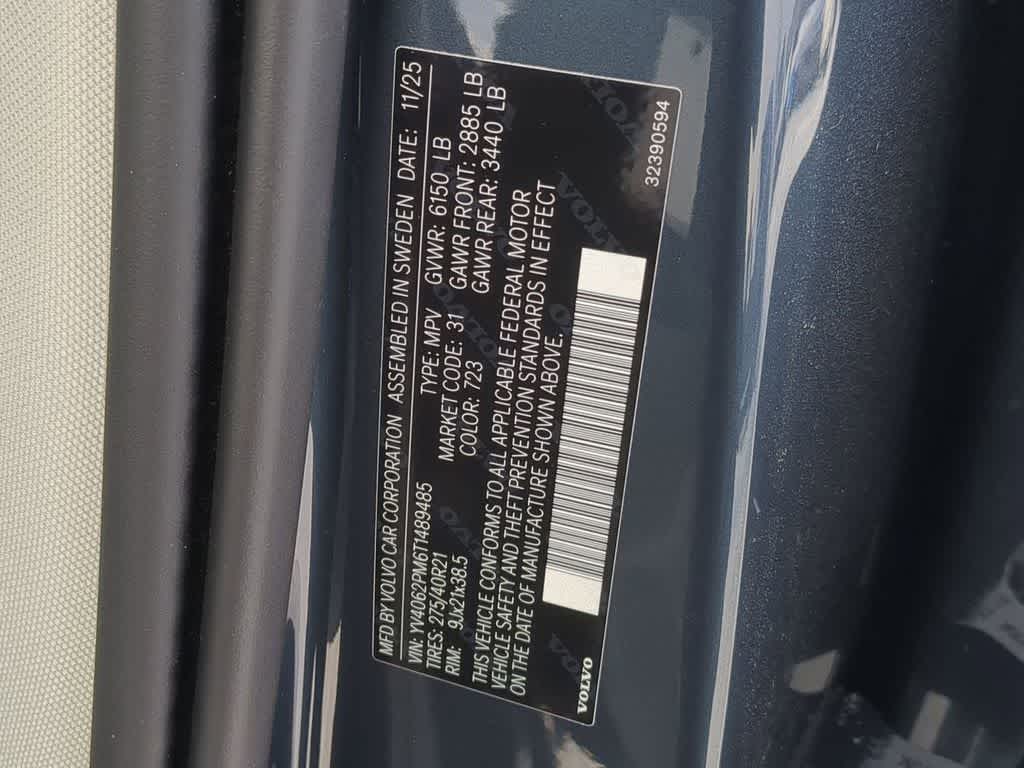 MFD BY VOLVO CAR CORPORATION ASSEMBLED IN SWEDEN DATE: 11/25
VIN: YV4062PM6T1489485 TYPE: MPV GVWR: 6150 LB
TYRES: 275/40R21 MARKET CODE: 31 GAWR FRONT: 2885 LB
RIM: 9Jx21x38.5 COLOR: 723 GAWR REAR: 3440 LB
THIS VEHICLE CONFORMS TO ALL APPLICABLE FEDERAL MOTOR
VEHICLE SAFETY AND THEFT PREVENTION STANDARDS IN EFFECT
ON THE DATE OF MANUFACTURE SHOWN ABOVE.
VOLVO 32390594